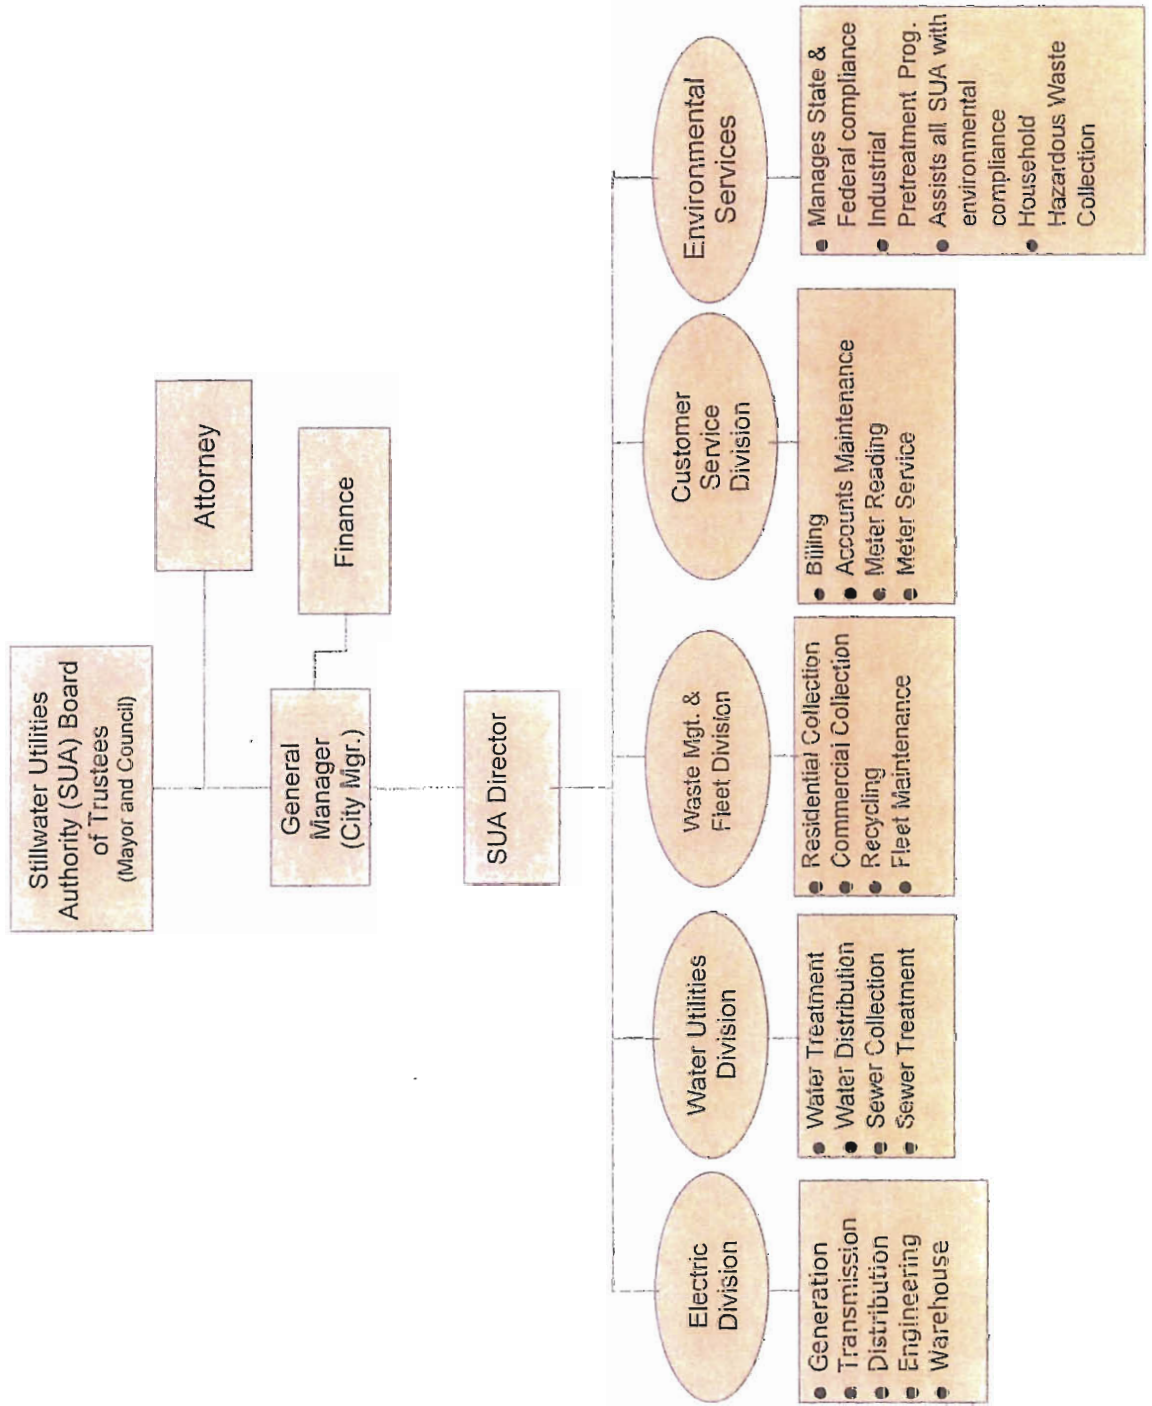 Stillwater Utilities
Authority (SUA) Board
of Trustees
(Mayor and Council)
Attorney
General
Manager
(City Mgr.)
Finance
SUA Director
Electric
Division
Water Utilities
Division
Waste Mgt. &
Fleet Division
Customer
Service
Division
Environmental
Services
● Generation
● Transmission
● Distribution
● Engineering
● Warehouse
● Water Treatment
● Water Distribution
● Sewer Collection
● Sewer Treatment
● Residential Collection
● Commercial Collection
● Recycling
● Fleet Maintenance
● Billing
● Accounts Maintenance
● Meter Reading
● Meter Service
● Manages State &
Federal compliance
● Industrial
Pretreatment Prog.
● Assists all SUA with
environmental
compliance
● Household
Hazardous Waste
Collection